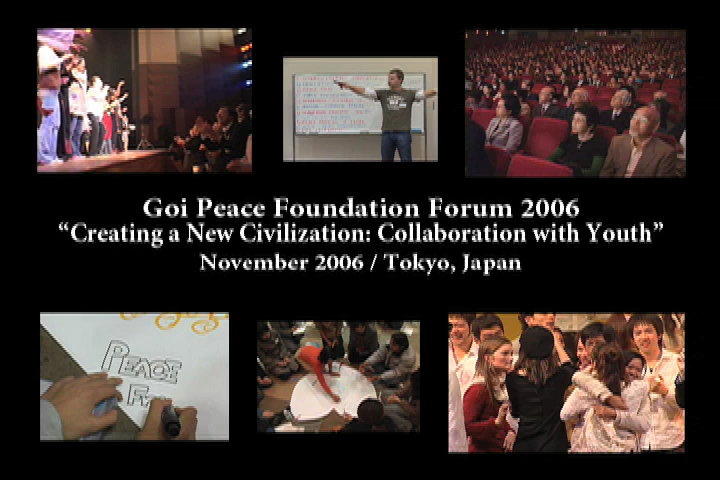 Goi Peace Foundation Forum 2006
“Creating a New Civilization: Collaboration with Youth”
November 2006 / Tokyo, Japan
PEACE